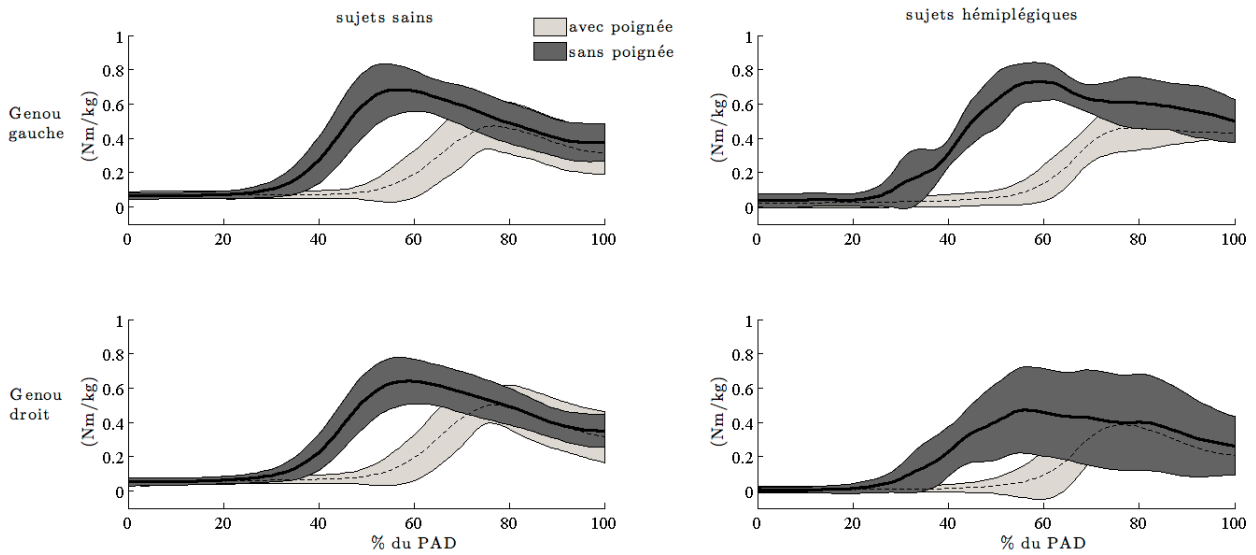 sujets sains
sujets hémiplégiques
avec poignée
sans poignée
Genou
gauche
(Nm/kg)
1
0.8
0.6
0.4
0.2
0
0 20 40 60 80 100
(Nm/kg)
1
0.8
0.6
0.4
0.2
0
0 20 40 60 80 100
Genou
droit
(Nm/kg)
1
0.8
0.6
0.4
0.2
0
0 20 40 60 80 100
% du PAD
(Nm/kg)
1
0.8
0.6
0.4
0.2
0
0 20 40 60 80 100
% du PAD